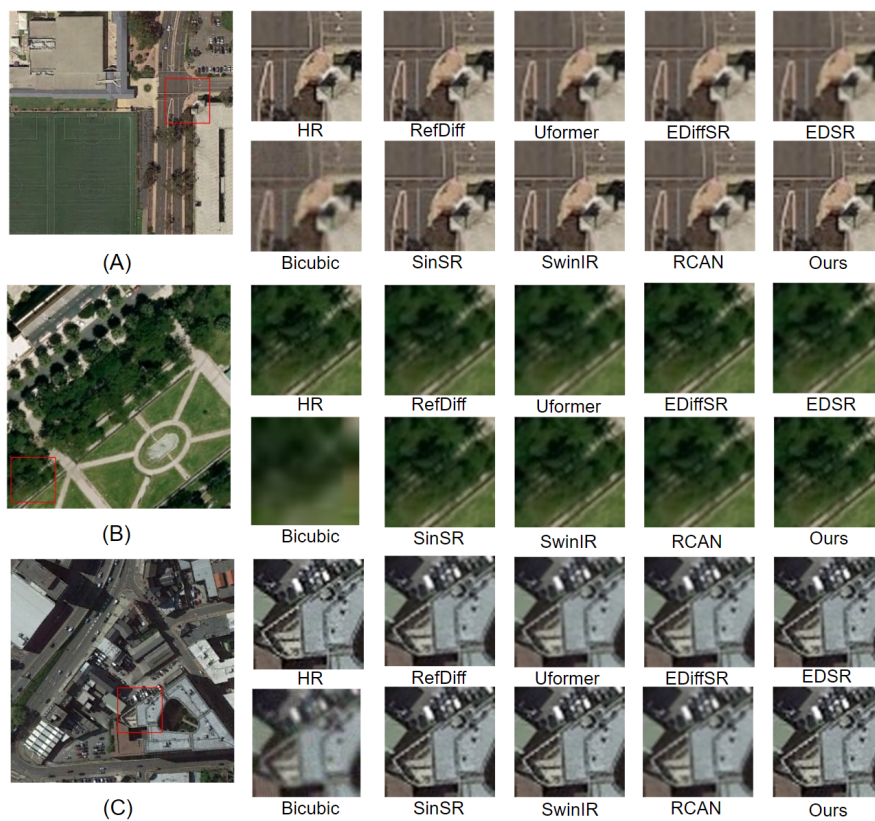 HR RefDiff Uformer EDiffSR EDSR
Bicubic SinSR SwinIR RCAN Ours
(A)
HR RefDiff Uformer EDiffSR EDSR
Bicubic SinSR SwinIR RCAN Ours
(B)
HR RefDiff Uformer EDiffSR EDSR
Bicubic SinSR SwinIR RCAN Ours
(C)